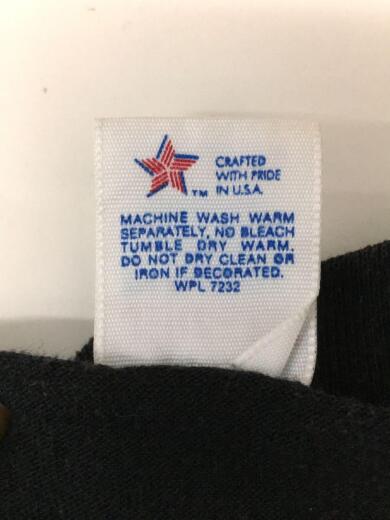 CRAFTED
WITH PRIDE
IN U.S.A.
TM
MACHINE WASH WARM
SEPARATELY, NO BLEACH
TUMBLE DRY WARM.
DO NOT DRY CLEAN OR
IRON IF DECORATED.
WPL 7232